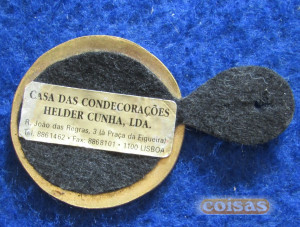 CASA DAS CONDECORAÇÕES
HELDER CUNHA, LDA.
R. João das Regras, 3 (à Praça da Figueira)
Tel. 8861462 • Fax: 8868101 • 1100 LISBOA
coisas